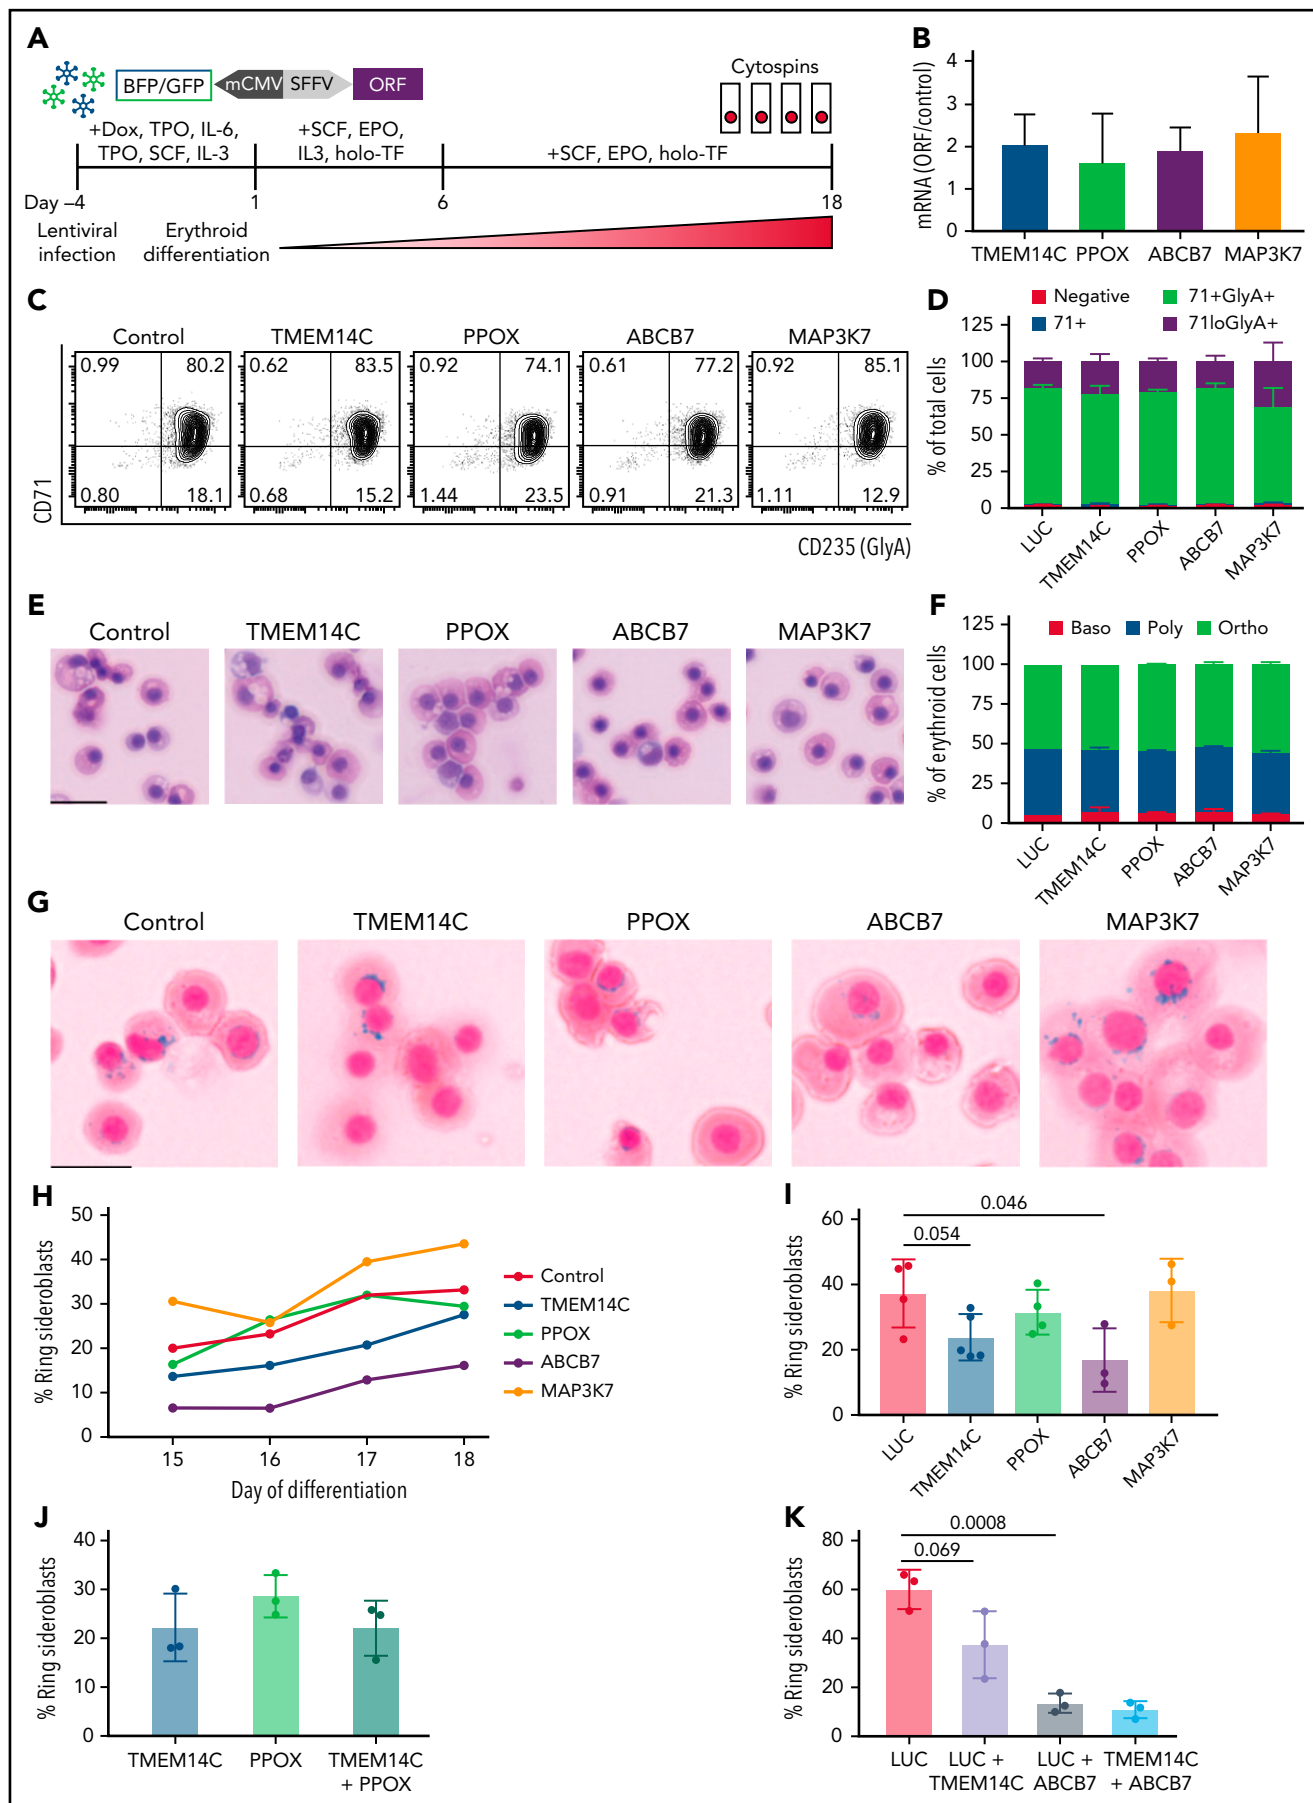 A
BFP/GFP
mCMV
SFFV
ORF
Cytospins
+Dox, TPO, IL-6,
TPO, SCF, IL-3
+SCF, EPO,
IL3, holo-TF
+SCF, EPO, holo-TF
Day –4
1
6
18
Lentiviral
infection
Erythroid
differentiation
B
mRNA (ORF/control)
4
3
2
1
0
TMEM14C
PPOX
ABCB7
MAP3K7
C
Control
TMEM14C
PPOX
ABCB7
MAP3K7
0.99
80.2
0.62
83.5
0.92
74.1
0.61
77.2
0.92
85.1
0.80
18.1
0.68
15.2
1.44
23.5
0.91
21.3
1.11
12.9
CD71
CD235 (GlyA)
D
Negative
71+GlyA+
71+
71loGlyA+
% of total cells
125
100
75
50
25
0
LUC
TMEM14C
PPOX
ABCB7
MAP3K7
E
Control
TMEM14C
PPOX
ABCB7
MAP3K7
F
Baso
Poly
Ortho
% of erythroid cells
125
100
75
50
25
0
LUC
TMEM14C
PPOX
ABCB7
MAP3K7
G
Control
TMEM14C
PPOX
ABCB7
MAP3K7
H
% Ring sideroblasts
50
40
30
20
10
0
15
16
17
18
Day of differentiation
Control
TMEM14C
PPOX
ABCB7
MAP3K7
I
% Ring sideroblasts
60
40
20
0
0.046
0.054
LUC
TMEM14C
PPOX
ABCB7
MAP3K7
J
% Ring sideroblasts
40
30
20
10
0
TMEM14C
PPOX
TMEM14C
+ PPOX
K
% Ring sideroblasts
80
60
40
20
0
0.0008
0.069
LUC
LUC +
TMEM14C
LUC +
ABCB7
TMEM14C
+ ABCB7